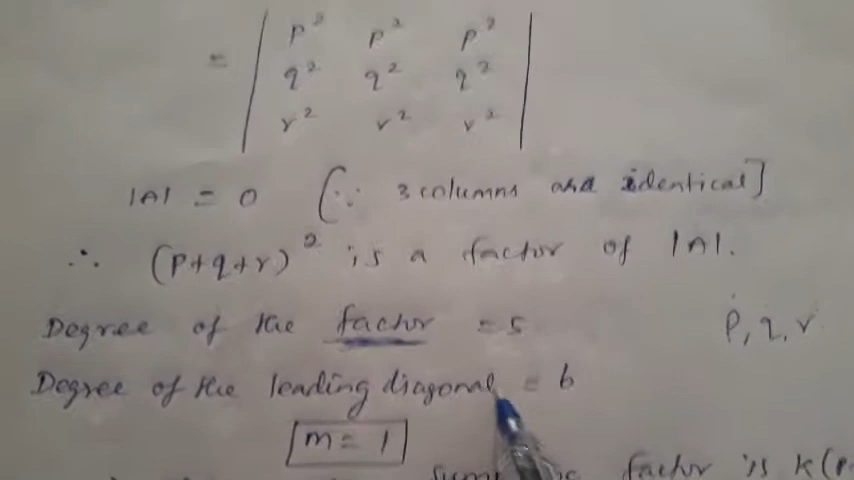 = | p² p² p² |
| q² q² q² |
| r² r² r² |
|A| = 0 [∵ 3 columns are identical]
∴ (p+q+r)² is a factor of |A|.
Degree of the factor = 5 p, q, r
Degree of the leading diagonal = 6
m = 1
factor is k(p